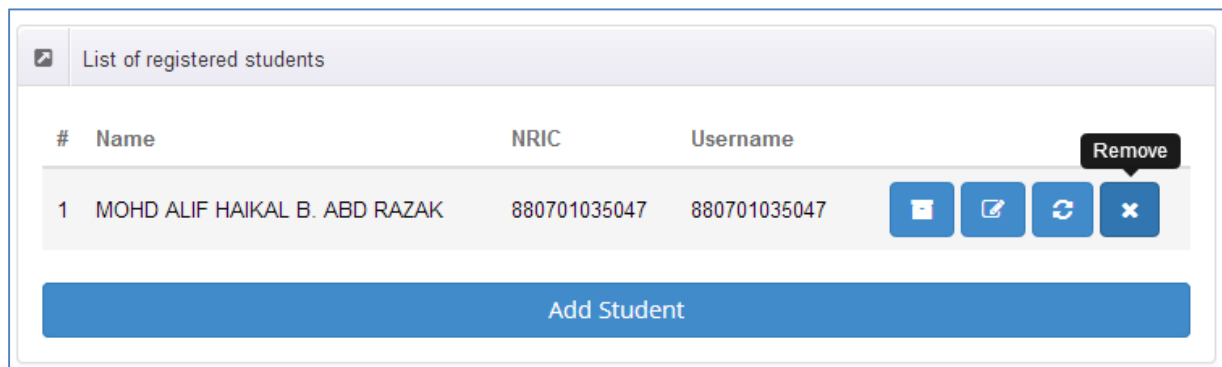 List of registered students
# Name NRIC Username
Remove
1 MOHD ALIF HAIKAL B. ABD RAZAK 880701035047 880701035047
Add Student